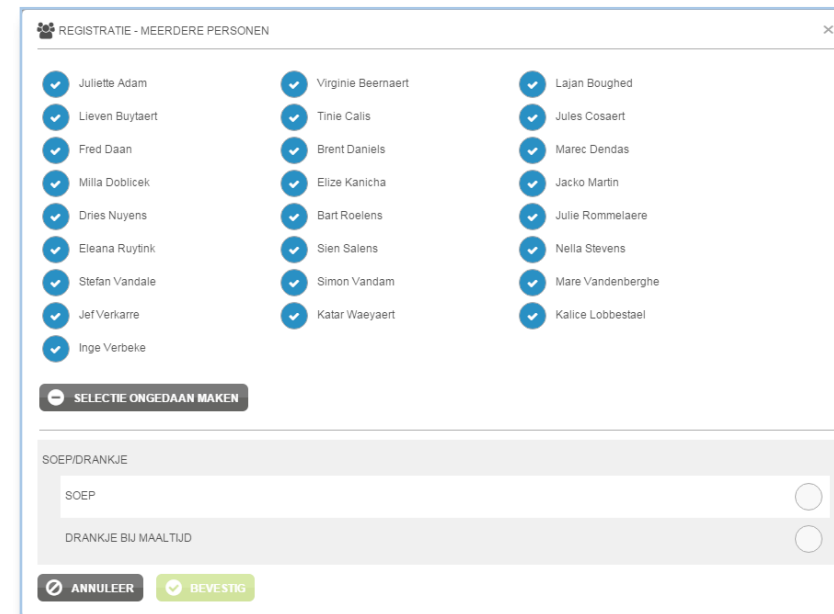 REGISTRATIE - MEERDERE PERSONEN
Juliette Adam Virginie Beernaert Lajan Boughed
Lieven Buytaert Tinie Calis Jules Cosaert
Fred Daan Brent Daniels Marec Dendas
Milla Doblicek Elize Kanicha Jacko Martin
Dries Nuyens Bart Roelens Julie Rommelaere
Eleana Ruytink Sien Salens Nella Stevens
Stefan Vandale Simon Vandam Mare Vandenberghe
Jef Verkarre Katar Waeyaert Kalice Lobbestael
Inge Verbeke
SELECTIE ONGEDAAN MAKEN
SOEP/DRANKJE
SOEP
DRANKJE BIJ MAALTIJD
ANNULEER BEVESTIG